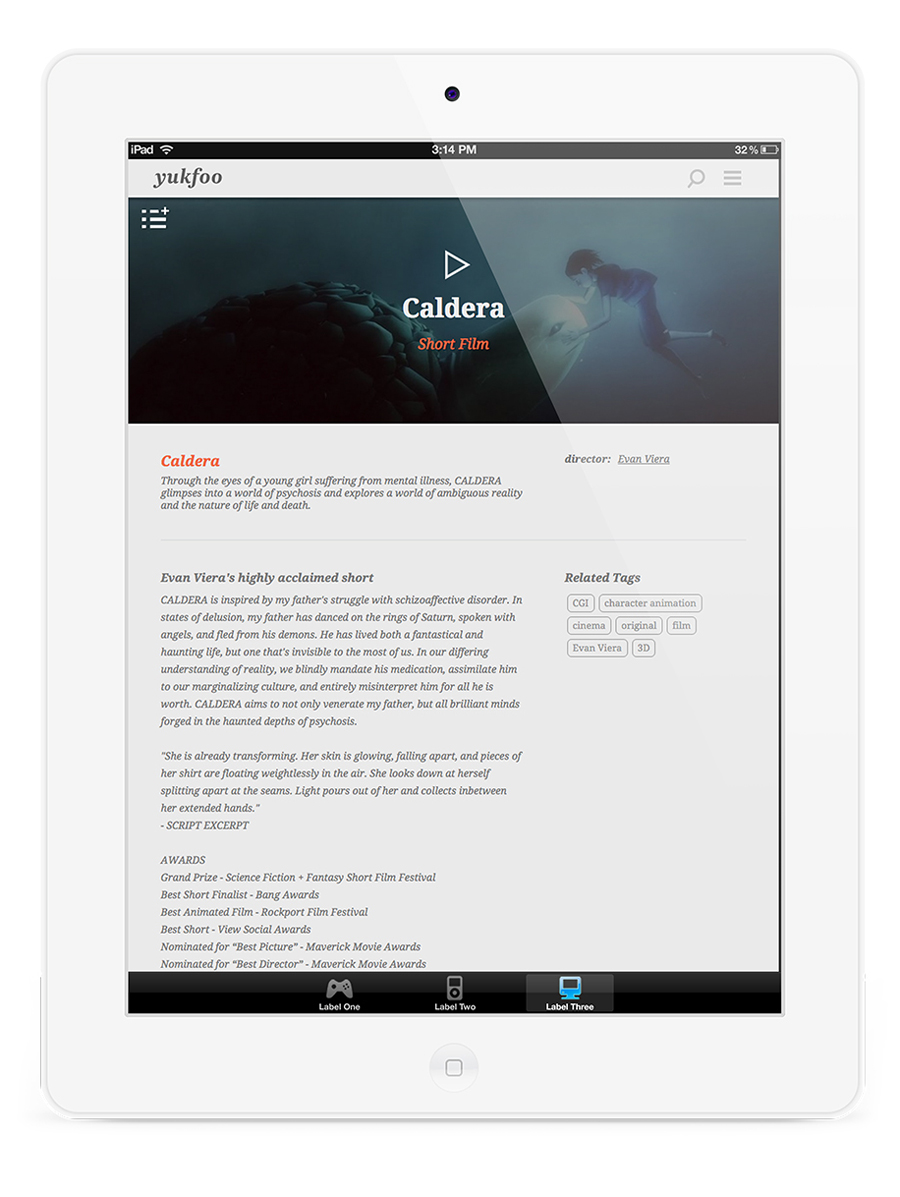 iPad 3:14 PM 32 %
yukfoo
Caldera
Short Film
Caldera
Through the eyes of a young girl suffering from mental illness, CALDERA
glimpses into a world of psychosis and explores a world of ambiguous reality
and the nature of life and death.
director: Evan Viera
Evan Viera's highly acclaimed short
CALDERA is inspired by my father's struggle with schizoaffective disorder. In
states of delusion, my father has danced on the rings of Saturn, spoken with
angels, and fled from his demons. He has lived both a fantastical and
haunting life, but one that's invisible to the most of us. In our differing
understanding of reality, we blindly mandate his medication, assimilate him
to our marginalizing culture, and entirely misinterpret him for all he is
worth. CALDERA aims to not only venerate my father, but all brilliant minds
forged in the haunted depths of psychosis.
"She is already transforming. Her skin is glowing, falling apart, and pieces of
her shirt are floating weightlessly in the air. She looks down at herself
splitting apart at the seams. Light pours out of her and collects inbetween
her extended hands."
- SCRIPT EXCERPT
AWARDS
Grand Prize - Science Fiction + Fantasy Short Film Festival
Best Short Finalist - Bang Awards
Best Animated Film - Rockport Film Festival
Best Short - View Social Awards
Nominated for “Best Picture” - Maverick Movie Awards
Nominated for “Best Director” - Maverick Movie Awards
Related Tags
CGI character animation
cinema original film
Evan Viera 3D
Label One Label Two Label Three